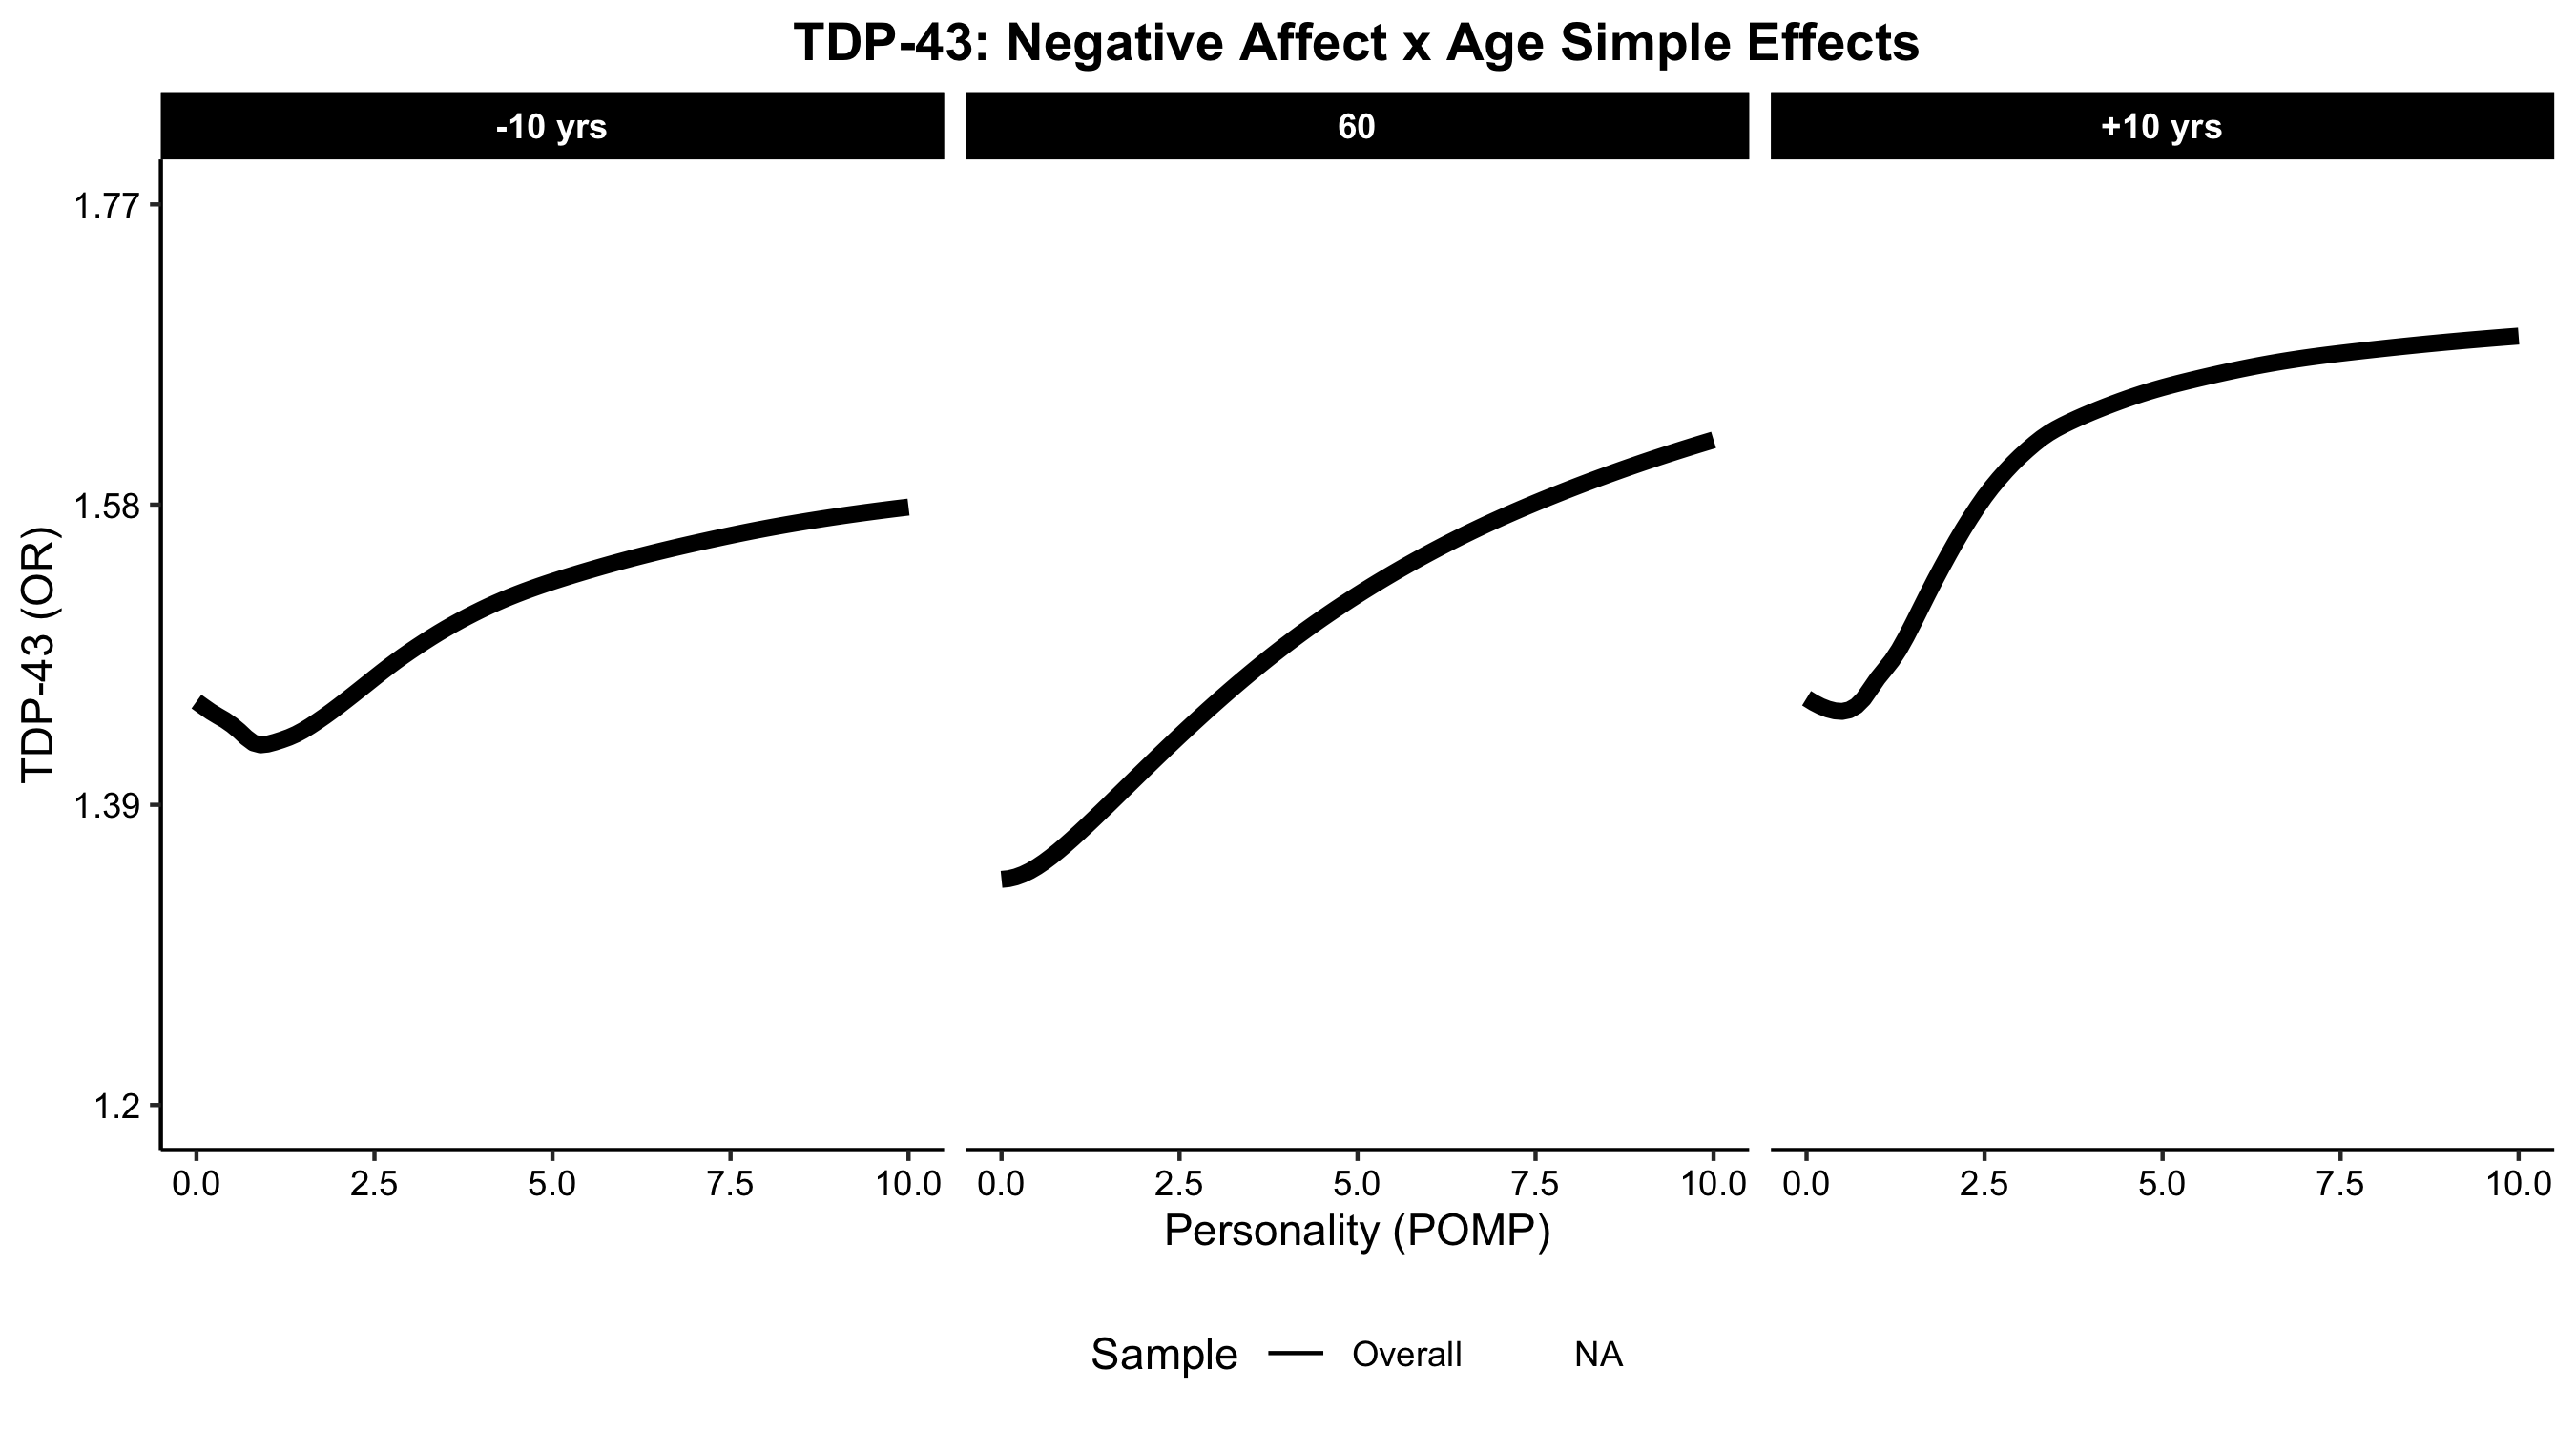 TDP-43: Negative Affect x Age Simple Effects
-10 yrs
60
+10 yrs
TDP-43 (OR)
1.77
1.58
1.39
1.2
0.0 2.5 5.0 7.5 10.0
0.0 2.5 5.0 7.5 10.0
0.0 2.5 5.0 7.5 10.0
Personality (POMP)
Sample Overall NA